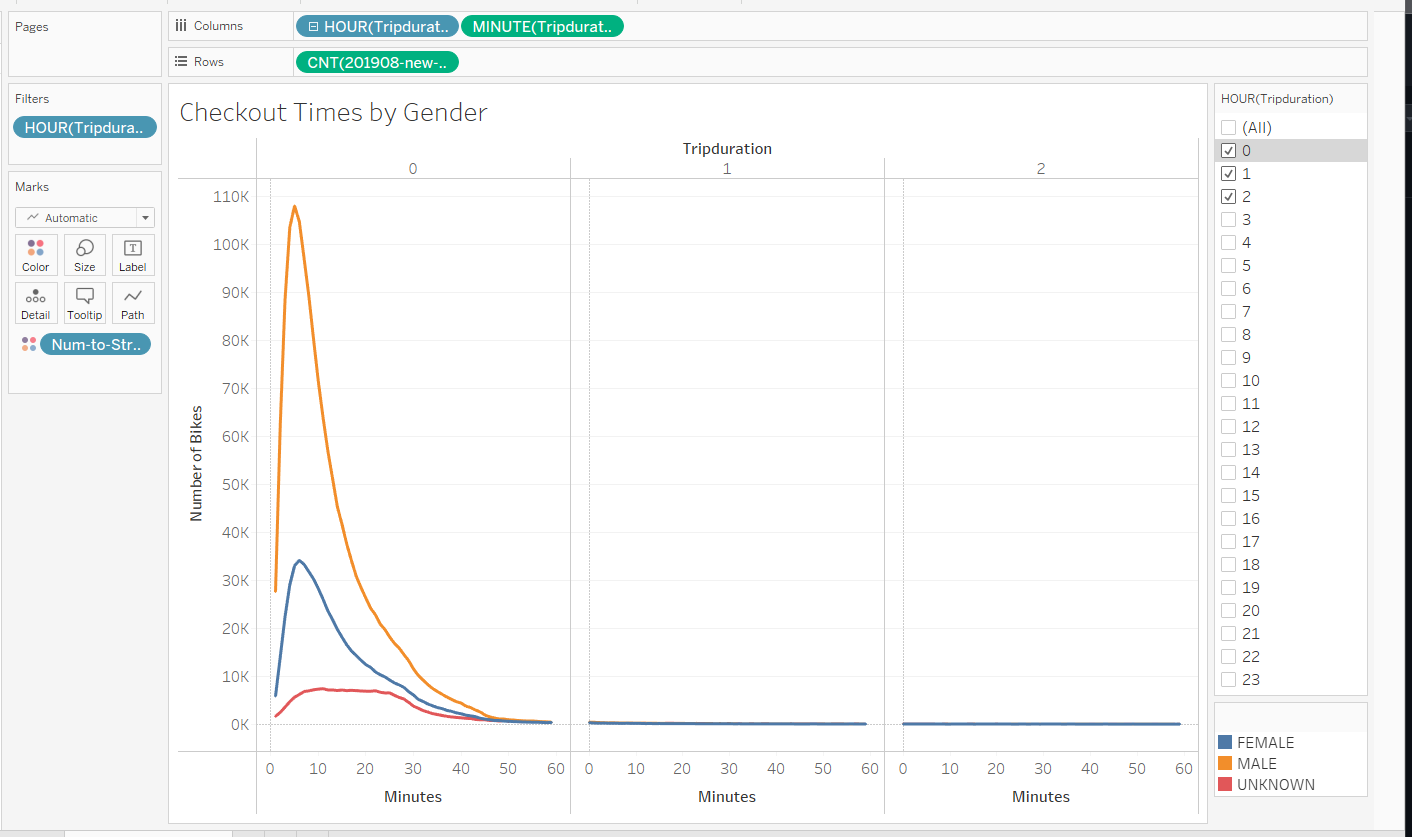 Pages
Columns
HOUR(Tripdurat..
MINUTE(Tripdurat..
Rows
CNT(201908-new-..
Filters
HOUR(Tripdura..
Marks
Automatic
Color
Size
Label
Detail
Tooltip
Path
Num-to-Str..
Checkout Times by Gender
Tripduration
0 1 2
Number of Bikes
110K
100K
90K
80K
70K
60K
50K
40K
30K
20K
10K
0K
0 10 20 30 40 50 60 0 10 20 30 40 50 60 0 10 20 30 40 50 60
Minutes Minutes Minutes
HOUR(Tripduration)
(All)
0
1
2
3
4
5
6
7
8
9
10
11
12
13
14
15
16
17
18
19
20
21
22
23
FEMALE
MALE
UNKNOWN